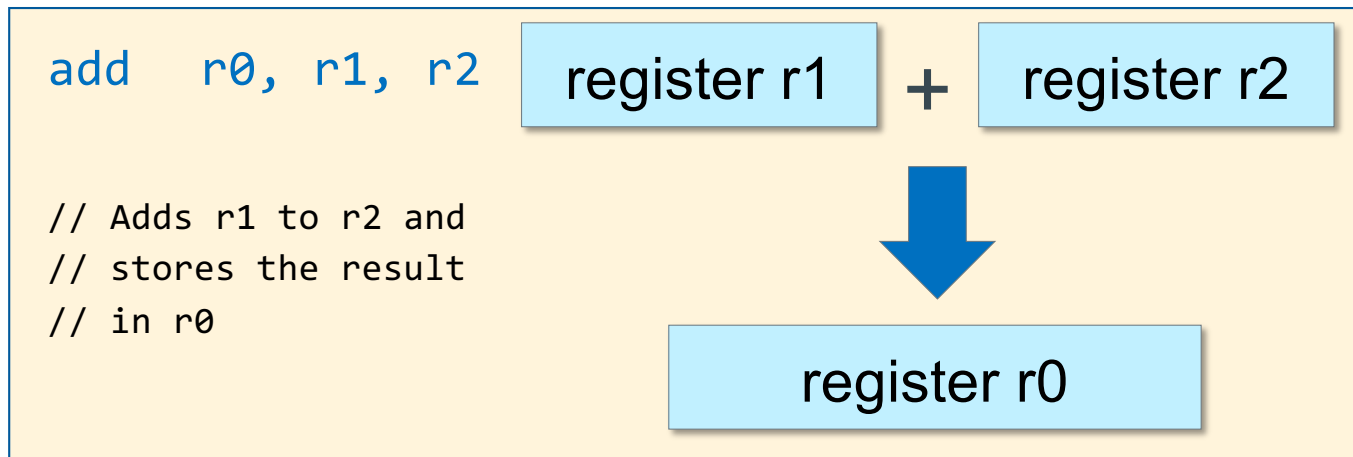 add r0, r1, r2
register r1 + register r2
// Adds r1 to r2 and
// stores the result
// in r0
register r0